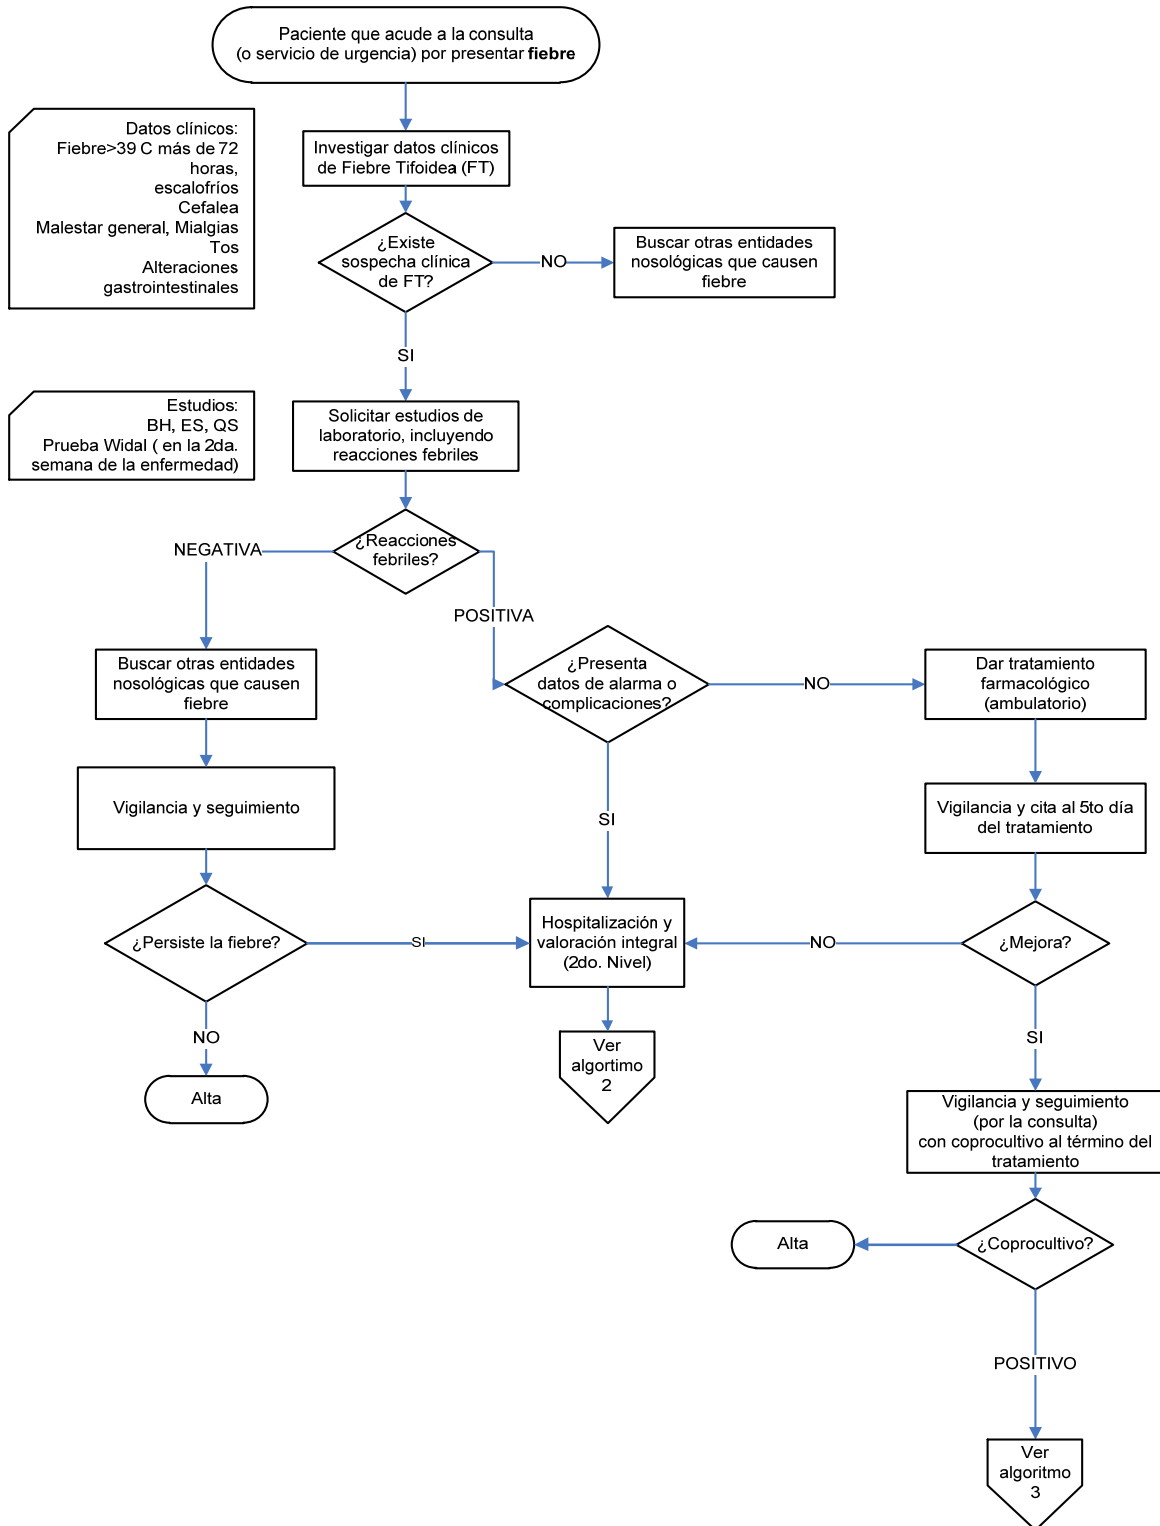 Paciente que acude a la consulta
(o servicio de urgencia) por presentar fiebre
Datos clínicos:
Fiebre>39 C más de 72
horas,
escalofríos
Cefalea
Malestar general, Mialgias
Tos
Alteraciones
gastrointestinales
Investigar datos clínicos
de Fiebre Tifoidea (FT)
¿Existe
sospecha clínica
de FT?
NO
Buscar otras entidades
nosológicas que causen
fiebre
SI
Estudios:
BH, ES, QS
Prueba Widal ( en la 2da.
semana de la enfermedad)
Solicitar estudios de
laboratorio, incluyendo
reacciones febriles
¿Reacciones
febriles?
NEGATIVA
POSITIVA
Buscar otras entidades
nosológicas que causen
fiebre
¿Presenta
datos de alarma o
complicaciones?
NO
Dar tratamiento
farmacológico
(ambulatorio)
Vigilancia y seguimiento
SI
Vigilancia y cita al 5to día
del tratamiento
¿Persiste la fiebre?
SI
Hospitalización y
valoración integral
(2do. Nivel)
NO
¿Mejora?
NO
Alta
Ver
algortimo
2
SI
Vigilancia y seguimiento
(por la consulta)
con coprocultivo al término del
tratamiento
¿Coprocultivo?
Alta
POSITIVO
Ver
algoritmo
3